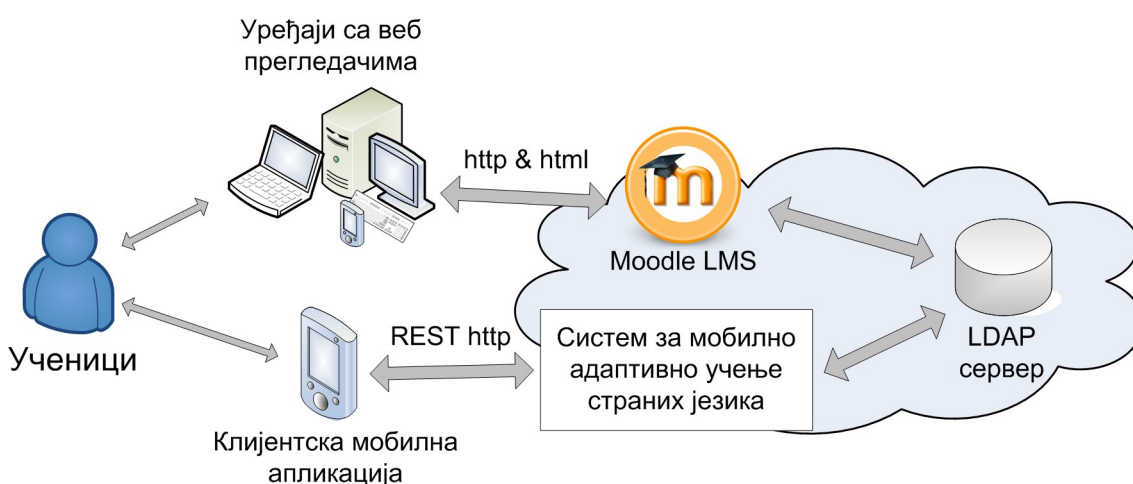 Уређаји са веб
прегледачима
http & html
m
Moodle LMS
Ученици
REST http
Систем за мобилно
адаптивно учење
страних језика
LDAP
сервер
Клијентска мобилна
апликација